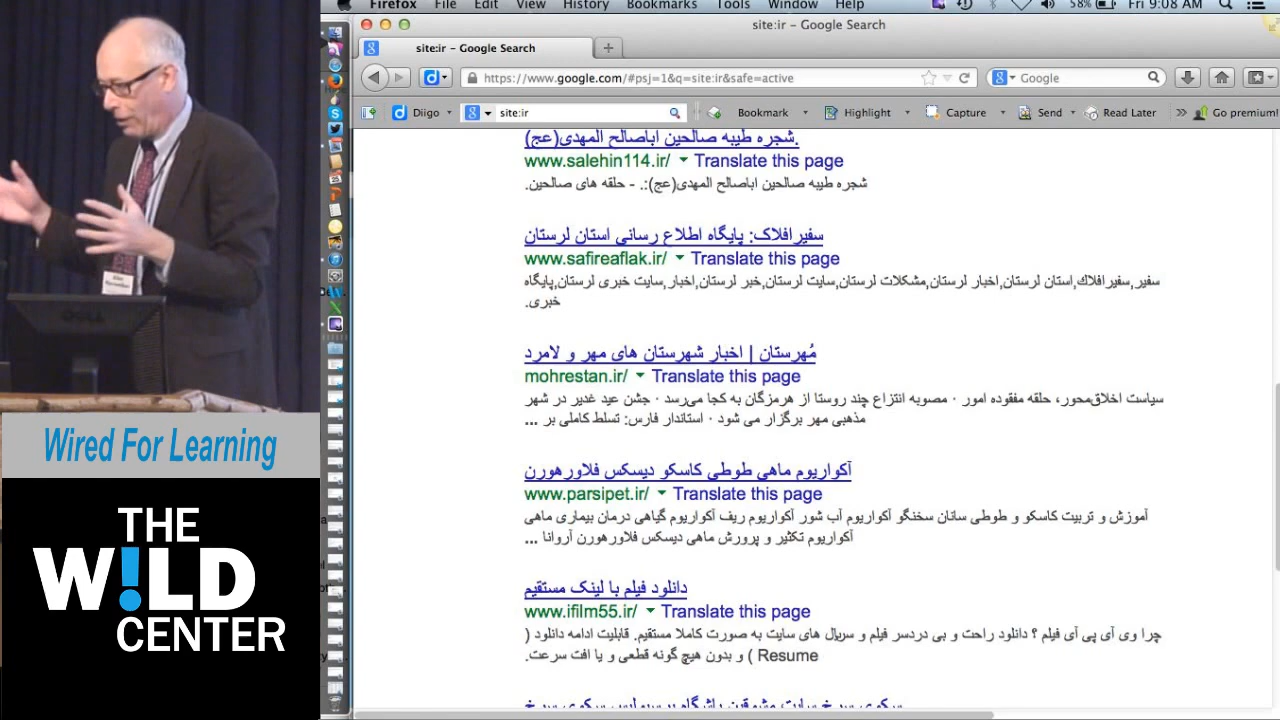 Firefox File Edit View History Bookmarks Tools Window Help 58% Fri 9:08 AM
site:ir – Google Search
site:ir – Google Search
https://www.google.com/#psj=1&q=site:ir&safe=active Google
Diigo site:ir Bookmark Highlight Capture Send Read Later Go premium!
شجره طیبه صالحین اباصالح المهدی(عج).
www.salehin114.ir/ Translate this page
شجره طیبه صالحین اباصالح المهدی(عج):. - حلقه های صالحین.
سفیرافلاک: پایگاه اطلاع رسانی استان لرستان
www.safireaflak.ir/ Translate this page
سفیر,سفیرافلاک,استان لرستان,اخبار لرستان,مشکلات لرستان,سایت لرستان,خبر لرستان,اخبار,سایت خبری لرستان,پایگاه
خبری.
مُهرستان | اخبار شهرستان های مهر و لامرد
mohrestan.ir/ Translate this page
سیاست اخلاق‌محور، حلقه مفقوده امور · مصوبه انتزاع چند روستا از هرمزگان به کجا می‌رسد · جشن عید غدیر در شهر
مذهبی مهر برگزار می شود · استاندار فارس: تسلط کاملی بر ...
آکواریوم ماهی طوطی کاسکو دیسکس فلاورهورن
www.parsipet.ir/ Translate this page
آموزش و تربیت کاسکو و طوطی سانان سخنگو آکواریوم آب شور آکواریوم ریف آکواریوم گیاهی درمان بیماری ماهی
آکواریوم تکثیر و پرورش ماهی دیسکس فلاورهورن آروانا ...
دانلود فیلم با لینک مستقیم
www.ifilm55.ir/ Translate this page
چرا وی آی پی آی فیلم ؟ دانلود راحت و بی دردسر فیلم و سریال های سایت به صورت کاملا مستقیم. قابلیت ادامه دانلود (
Resume ) و بدون هیچ گونه قطعی و یا افت سرعت.
DELL
Wired For Learning
THE
W!LD
CENTER